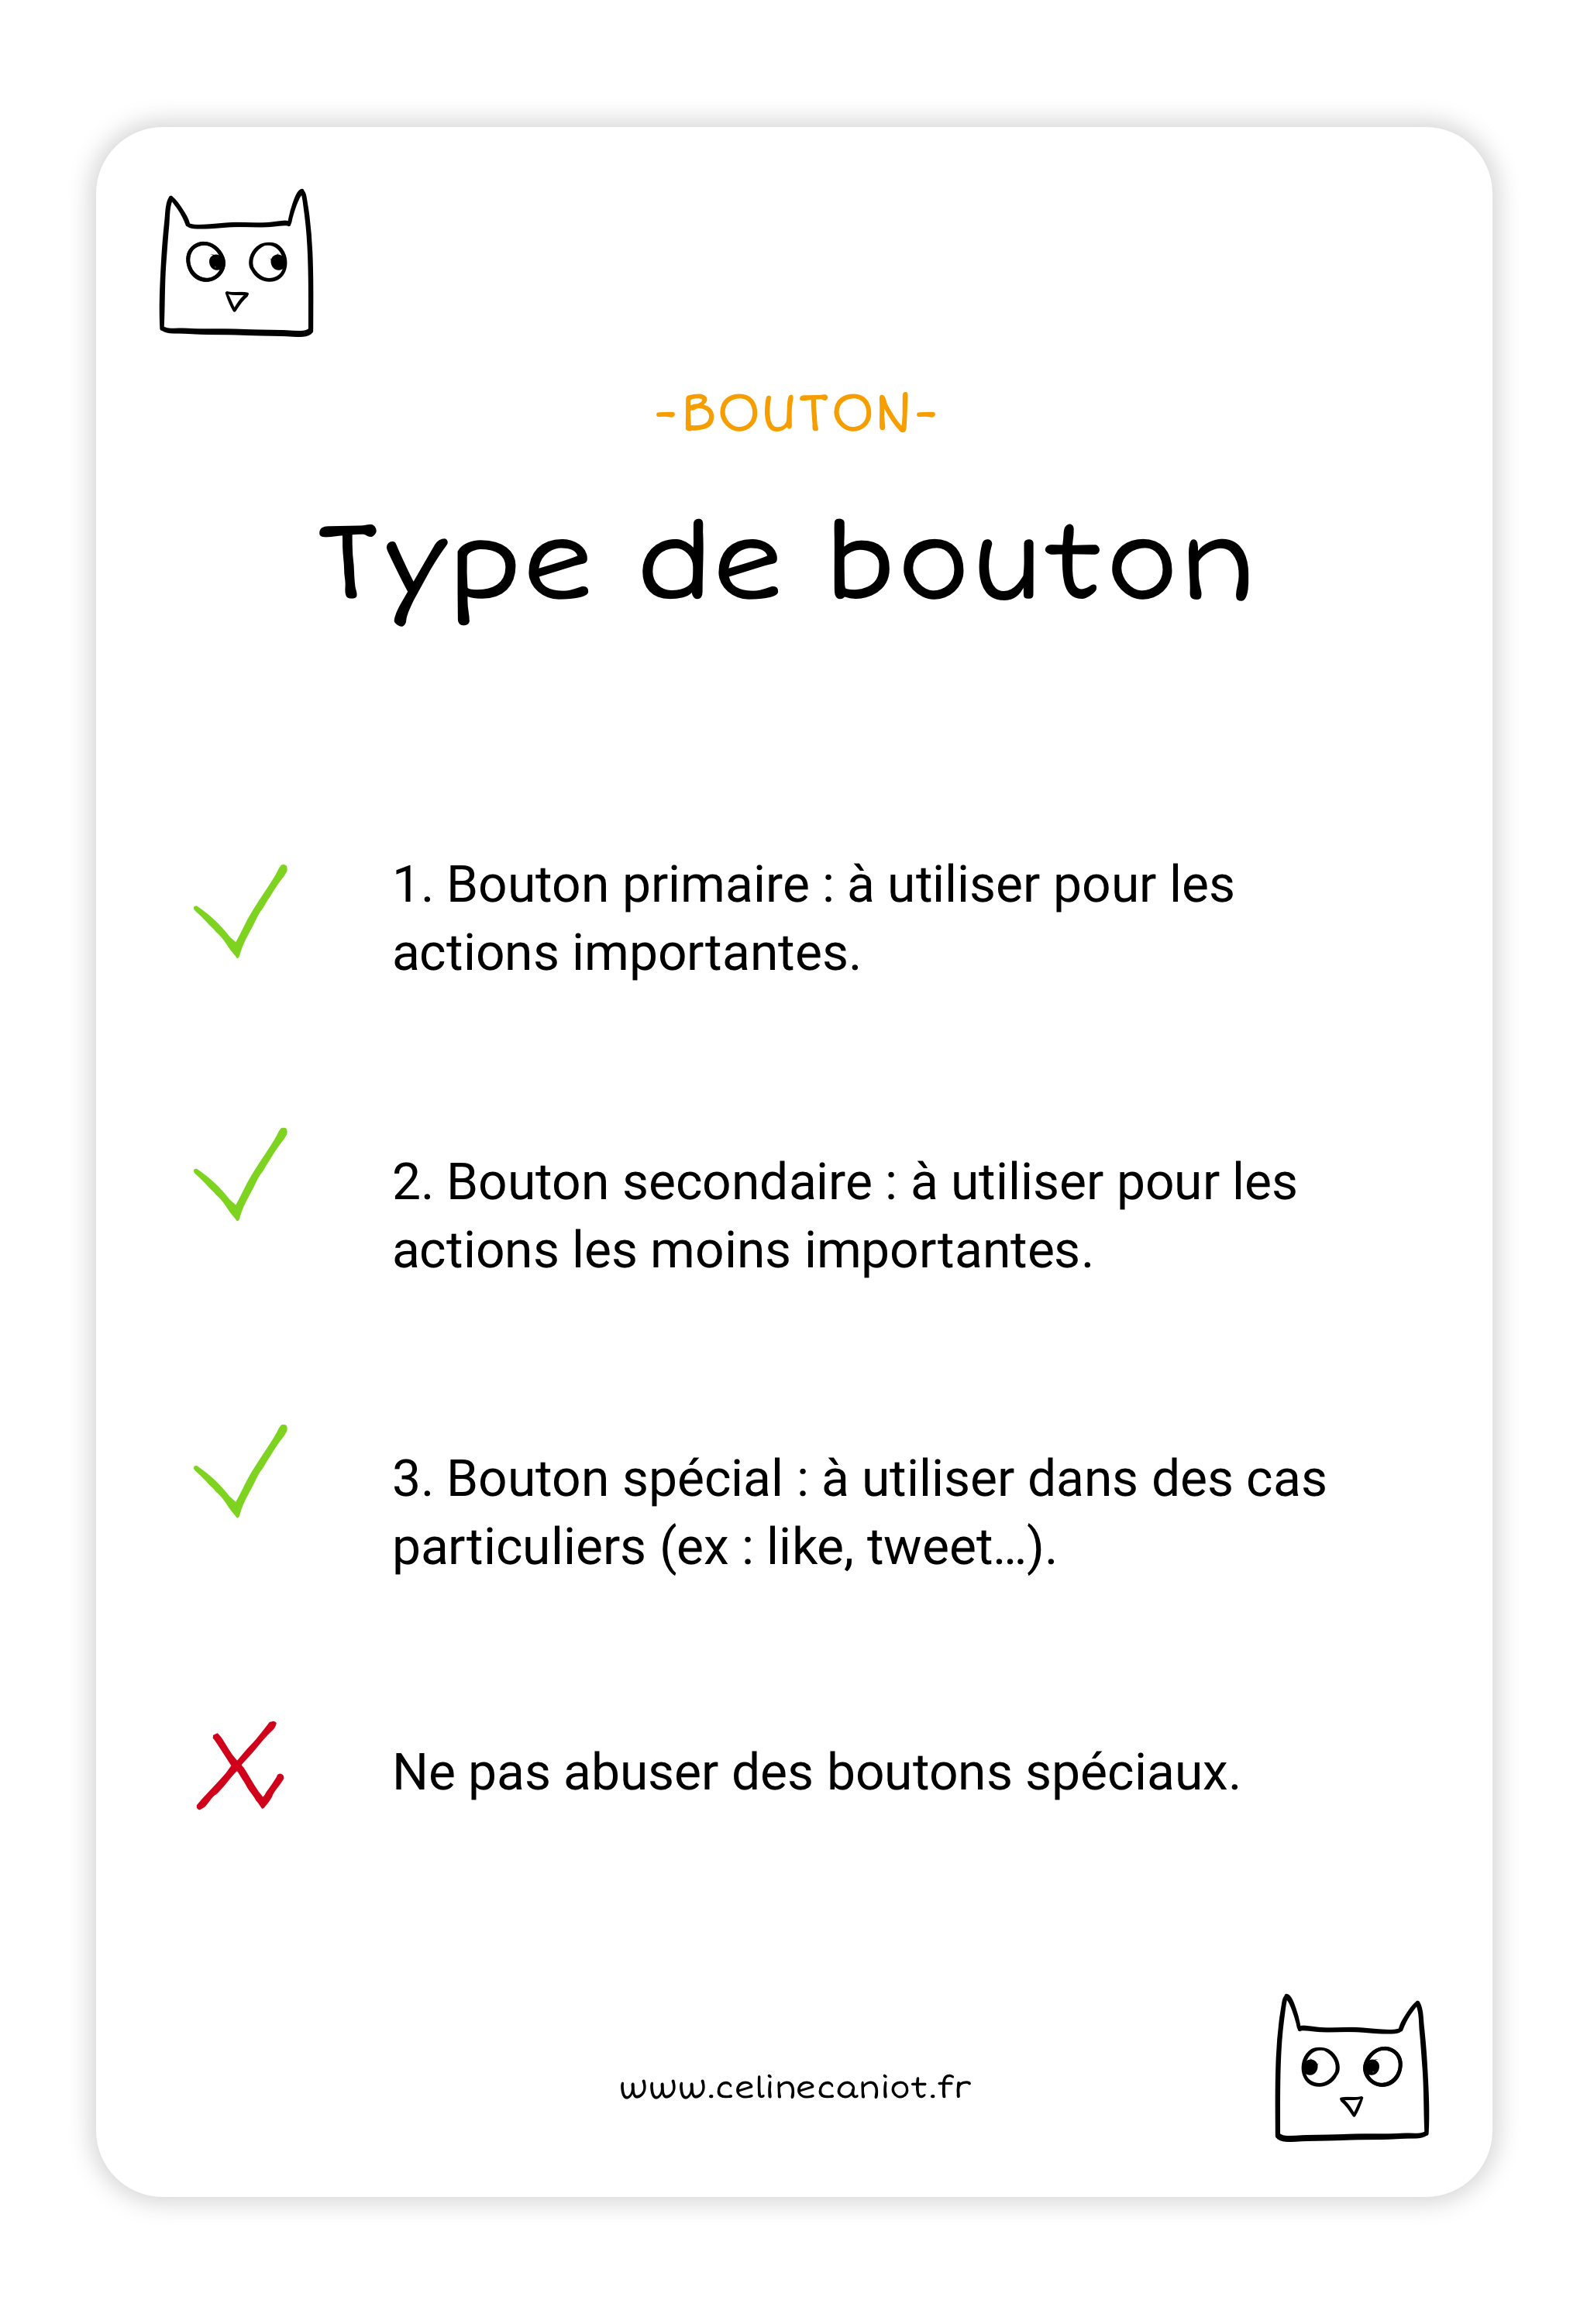 -BOUTON-
Type de bouton
1. Bouton primaire : à utiliser pour les
actions importantes.
2. Bouton secondaire : à utiliser pour les
actions les moins importantes.
3. Bouton spécial : à utiliser dans des cas
particuliers (ex : like, tweet…).
Ne pas abuser des boutons spéciaux.
www.celinecaniot.fr